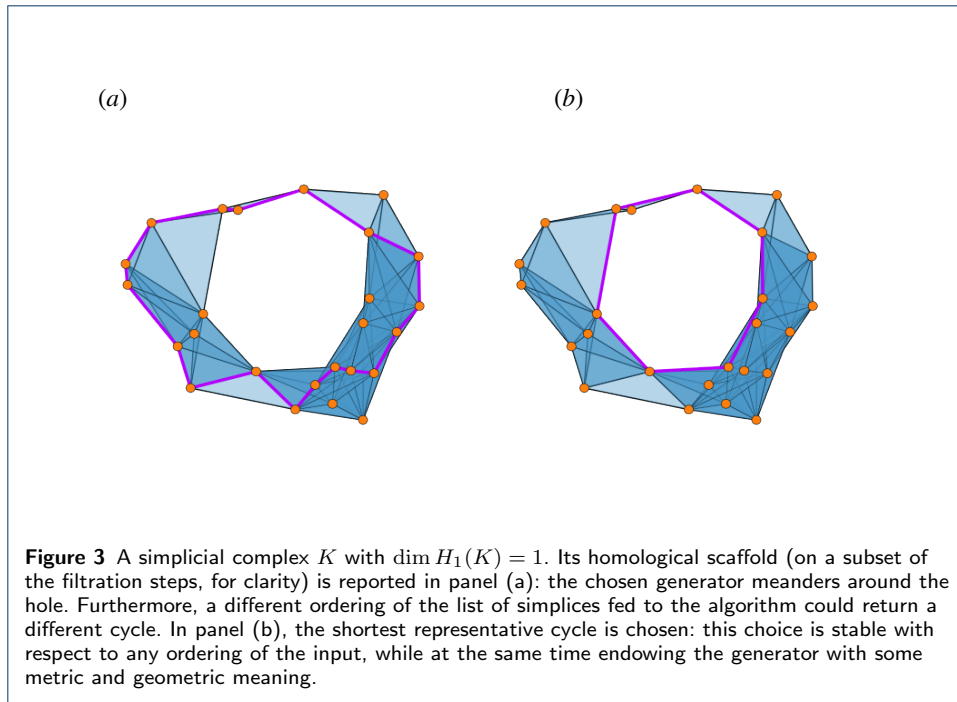 (a)
(b)
Figure 3 A simplicial complex K with dim H₁(K) = 1. Its homological scaffold (on a subset of
the filtration steps, for clarity) is reported in panel (a): the chosen generator meanders around the
hole. Furthermore, a different ordering of the list of simplices fed to the algorithm could return a
different cycle. In panel (b), the shortest representative cycle is chosen: this choice is stable with
respect to any ordering of the input, while at the same time endowing the generator with some
metric and geometric meaning.